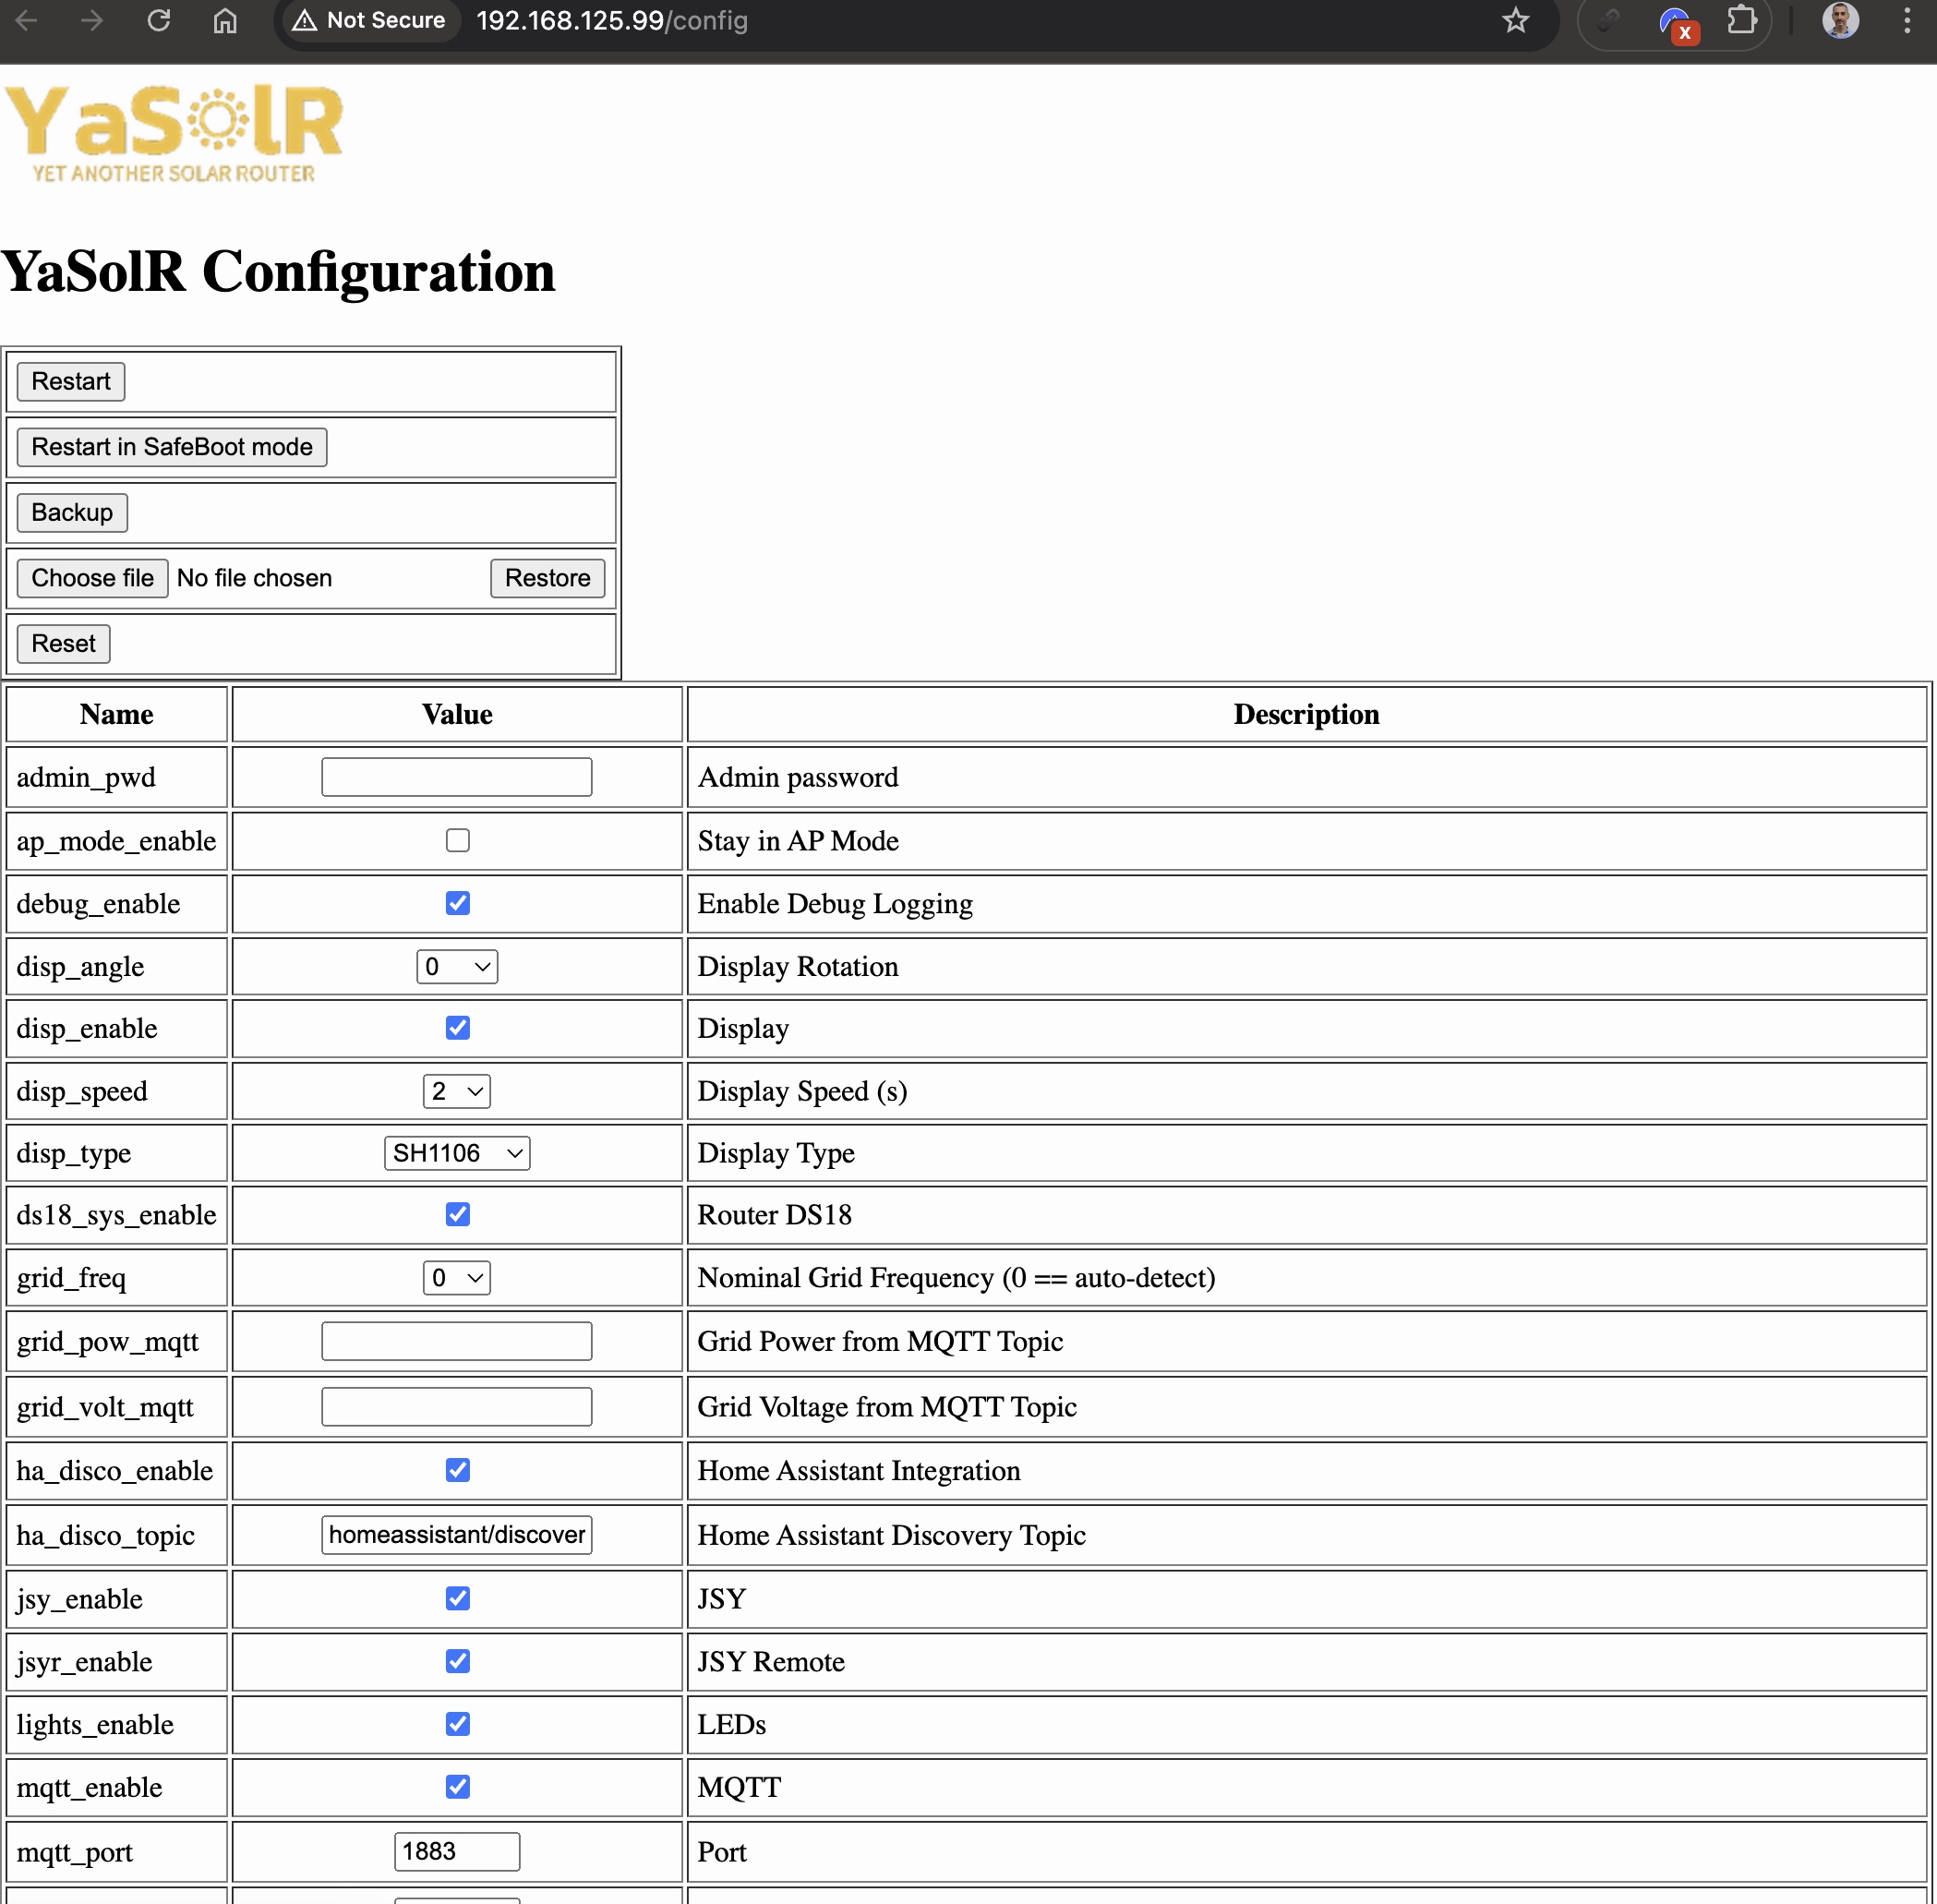 Not Secure 192.168.125.99/config
X
YaSolR
YET ANOTHER SOLAR ROUTER
YaSolR Configuration
Restart
Restart in SafeBoot mode
Backup
Choose file No file chosen Restore
Reset
Name Value Description
admin_pwd Admin password
ap_mode_enable Stay in AP Mode
debug_enable Enable Debug Logging
disp_angle 0 Display Rotation
disp_enable Display
disp_speed 2 Display Speed (s)
disp_type SH1106 Display Type
ds18_sys_enable Router DS18
grid_freq 0 Nominal Grid Frequency (0 == auto-detect)
grid_pow_mqtt Grid Power from MQTT Topic
grid_volt_mqtt Grid Voltage from MQTT Topic
ha_disco_enable Home Assistant Integration
ha_disco_topic homeassistant/discover Home Assistant Discovery Topic
jsy_enable JSY
jsyr_enable JSY Remote
lights_enable LEDs
mqtt_enable MQTT
mqtt_port 1883 Port